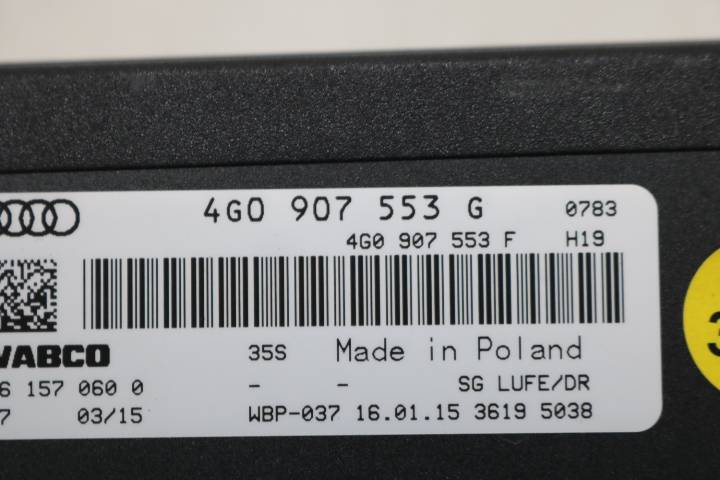 4G0 907 553 G 0783
4G0 907 553 F H19
35S Made in Poland
6 157 060 0 - - SG LUFE/DR
7 03/15 WBP-037 16.01.15 3619 5038